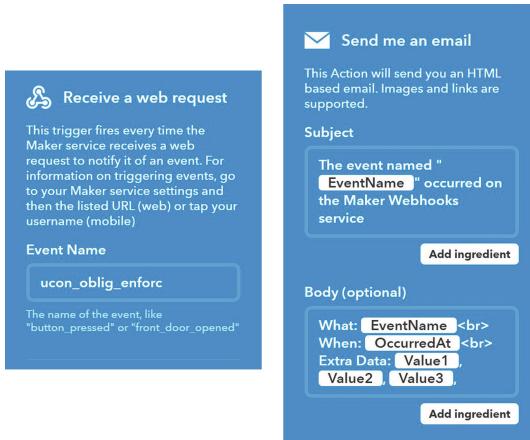 Receive a web request
This trigger fires every time the
Maker service receives a web
request to notify it of an event. For
information on triggering events, go
to your Maker service settings and
then the listed URL (web) or tap your
username (mobile)
Event Name
ucon_oblig_enforc
The name of the event, like
"button_pressed" or "front_door_opened"
Send me an email
This Action will send you an HTML
based email. Images and links are
supported.
Subject
The event named "
EventName " occurred on
the Maker Webhooks
service
Add ingredient
Body (optional)
What: EventName <br>
When: OccurredAt <br>
Extra Data: Value1 ,
Value2 , Value3 ,
Add ingredient